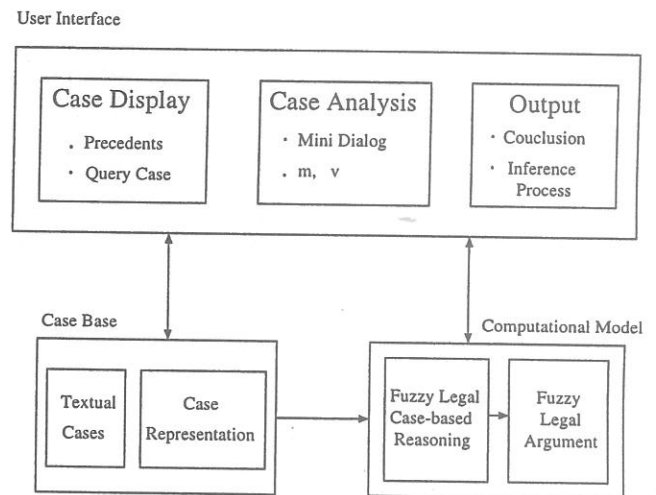 User Interface
Case Display
. Precedents
· Query Case
Case Analysis
· Mini Dialog
. m, v
Output
· Couclusion
· Inference
Process
Case Base
Textual
Cases
Case
Representation
Computational Model
Fuzzy Legal
Case-based
Reasoning
Fuzzy
Legal
Argument